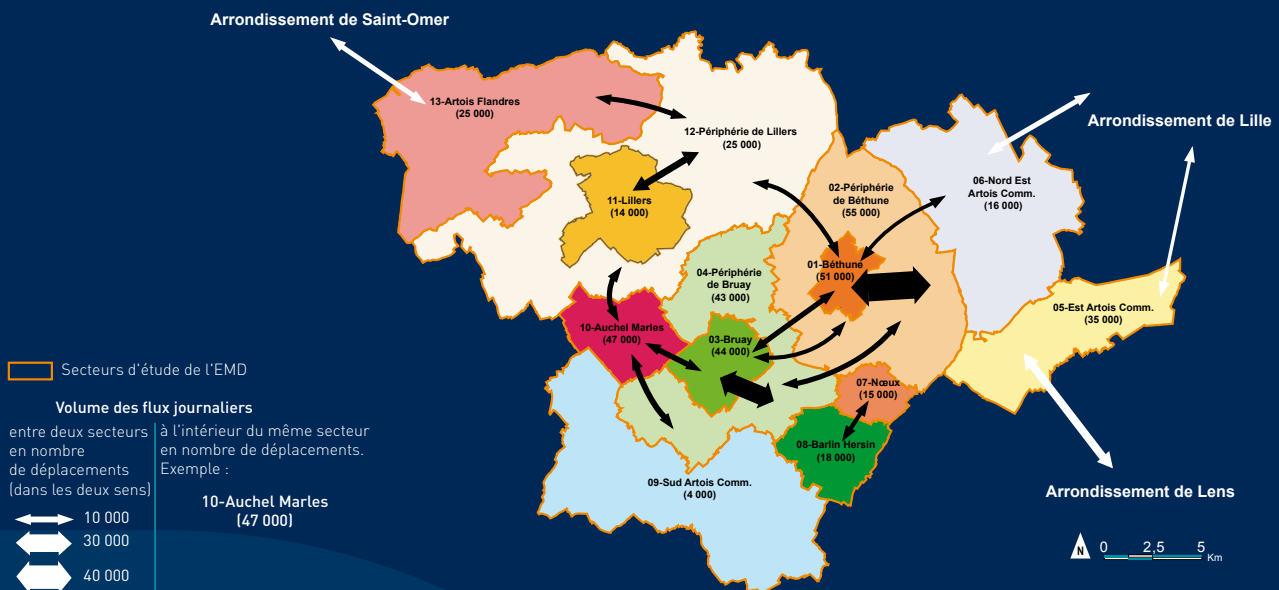 Arrondissement de Saint-Omer
13-Artois Flandres
(25 000)
12-Périphérie de Lillers
(25 000)
Arrondissement de Lille
06-Nord Est
Artois Comm.
(16 000)
02-Périphérie
de Béthune
(55 000)
11-Lillers
(14 000)
01-Béthune
(51 000)
04-Périphérie
de Bruay
(43 000)
05-Est Artois Comm.
(35 000)
10-Auchel Marles
(47 000)
03-Bruay
(44 000)
07-Nœux
(15 000)
08-Barlin Hersin
(18 000)
09-Sud Artois Comm.
(4 000)
Arrondissement de Lens
Secteurs d'étude de l'EMD
Volume des flux journaliers
entre deux secteurs
en nombre
de déplacements
(dans les deux sens)
10 000
30 000
40 000
à l'intérieur du même secteur
en nombre de déplacements.
Exemple :
10-Auchel Marles
(47 000)
N
0 2,5 5
Km